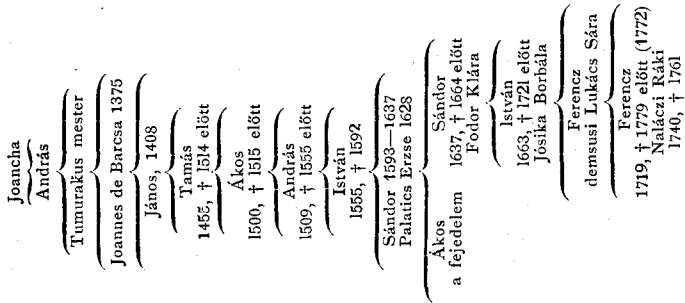 Joancha
András
Tumurakus mester
Joannes de Barcsa 1375
János, 1408
Tamás
1455, † 1514 előtt
Ákos
1500, † 1515 előtt
András
1509, † 1555 előtt
István
1555, † 1592
Sándor 1593—1637
Palatics Erzse 1628
Ákos
a fejedelem
Sándor
1637, † 1664 előtt
Fodor Klára
István
1663, † 1721 előtt
Jósika Borbála
Ferencz
demsusi Lukács Sára
Ferencz
1719, † 1779 előtt (1772)
Naláczi Ráki
1740, † 1761